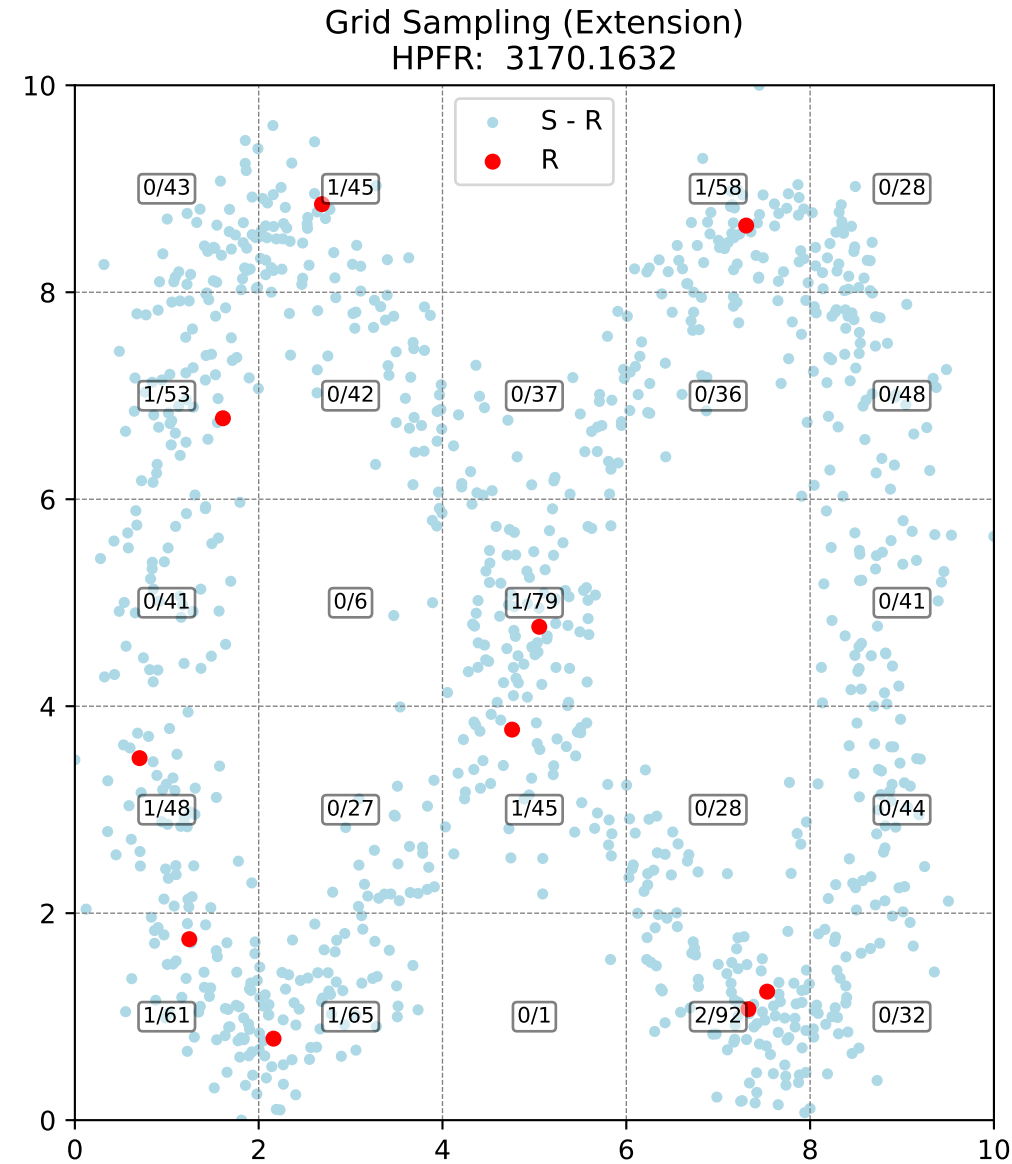 Grid Sampling (Extension)
HPFR: 3170.1632
10
S - R
R
0/43 1/45 1/58 0/28
8
1/53 0/42 0/37 0/36 0/48
6
0/41 0/6 1/79 0/41
4
1/48 0/27 1/45 0/28 0/44
2
1/61 1/65 0/1 2/92 0/32
0
0 2 4 6 8 10